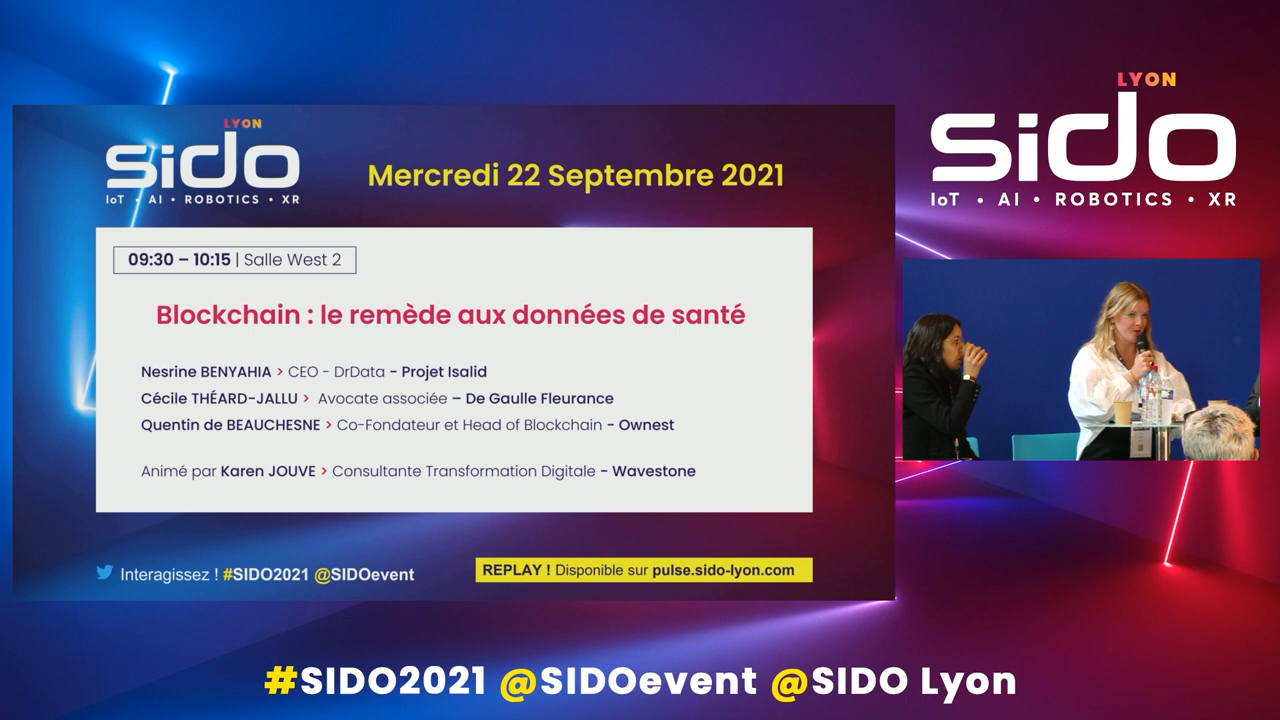 LYON
sido
IoT • AI • ROBOTICS • XR
Mercredi 22 Septembre 2021
09:30 – 10:15 | Salle West 2
Blockchain : le remède aux données de santé
Nesrine BENYAHIA > CEO - DrData - Projet Isalid
Cécile THÉARD-JALLU > Avocate associée – De Gaulle Fleurance
Quentin de BEAUCHESNE > Co-Fondateur et Head of Blockchain - Ownest
Animé par Karen JOUVE > Consultante Transformation Digitale - Wavestone
Interagissez ! #SIDO2021 @SIDOevent
REPLAY ! Disponible sur pulse.sido-lyon.com
LYON
sido
IoT • AI • ROBOTICS • XR
#SIDO2021 @SIDOevent @SIDO Lyon